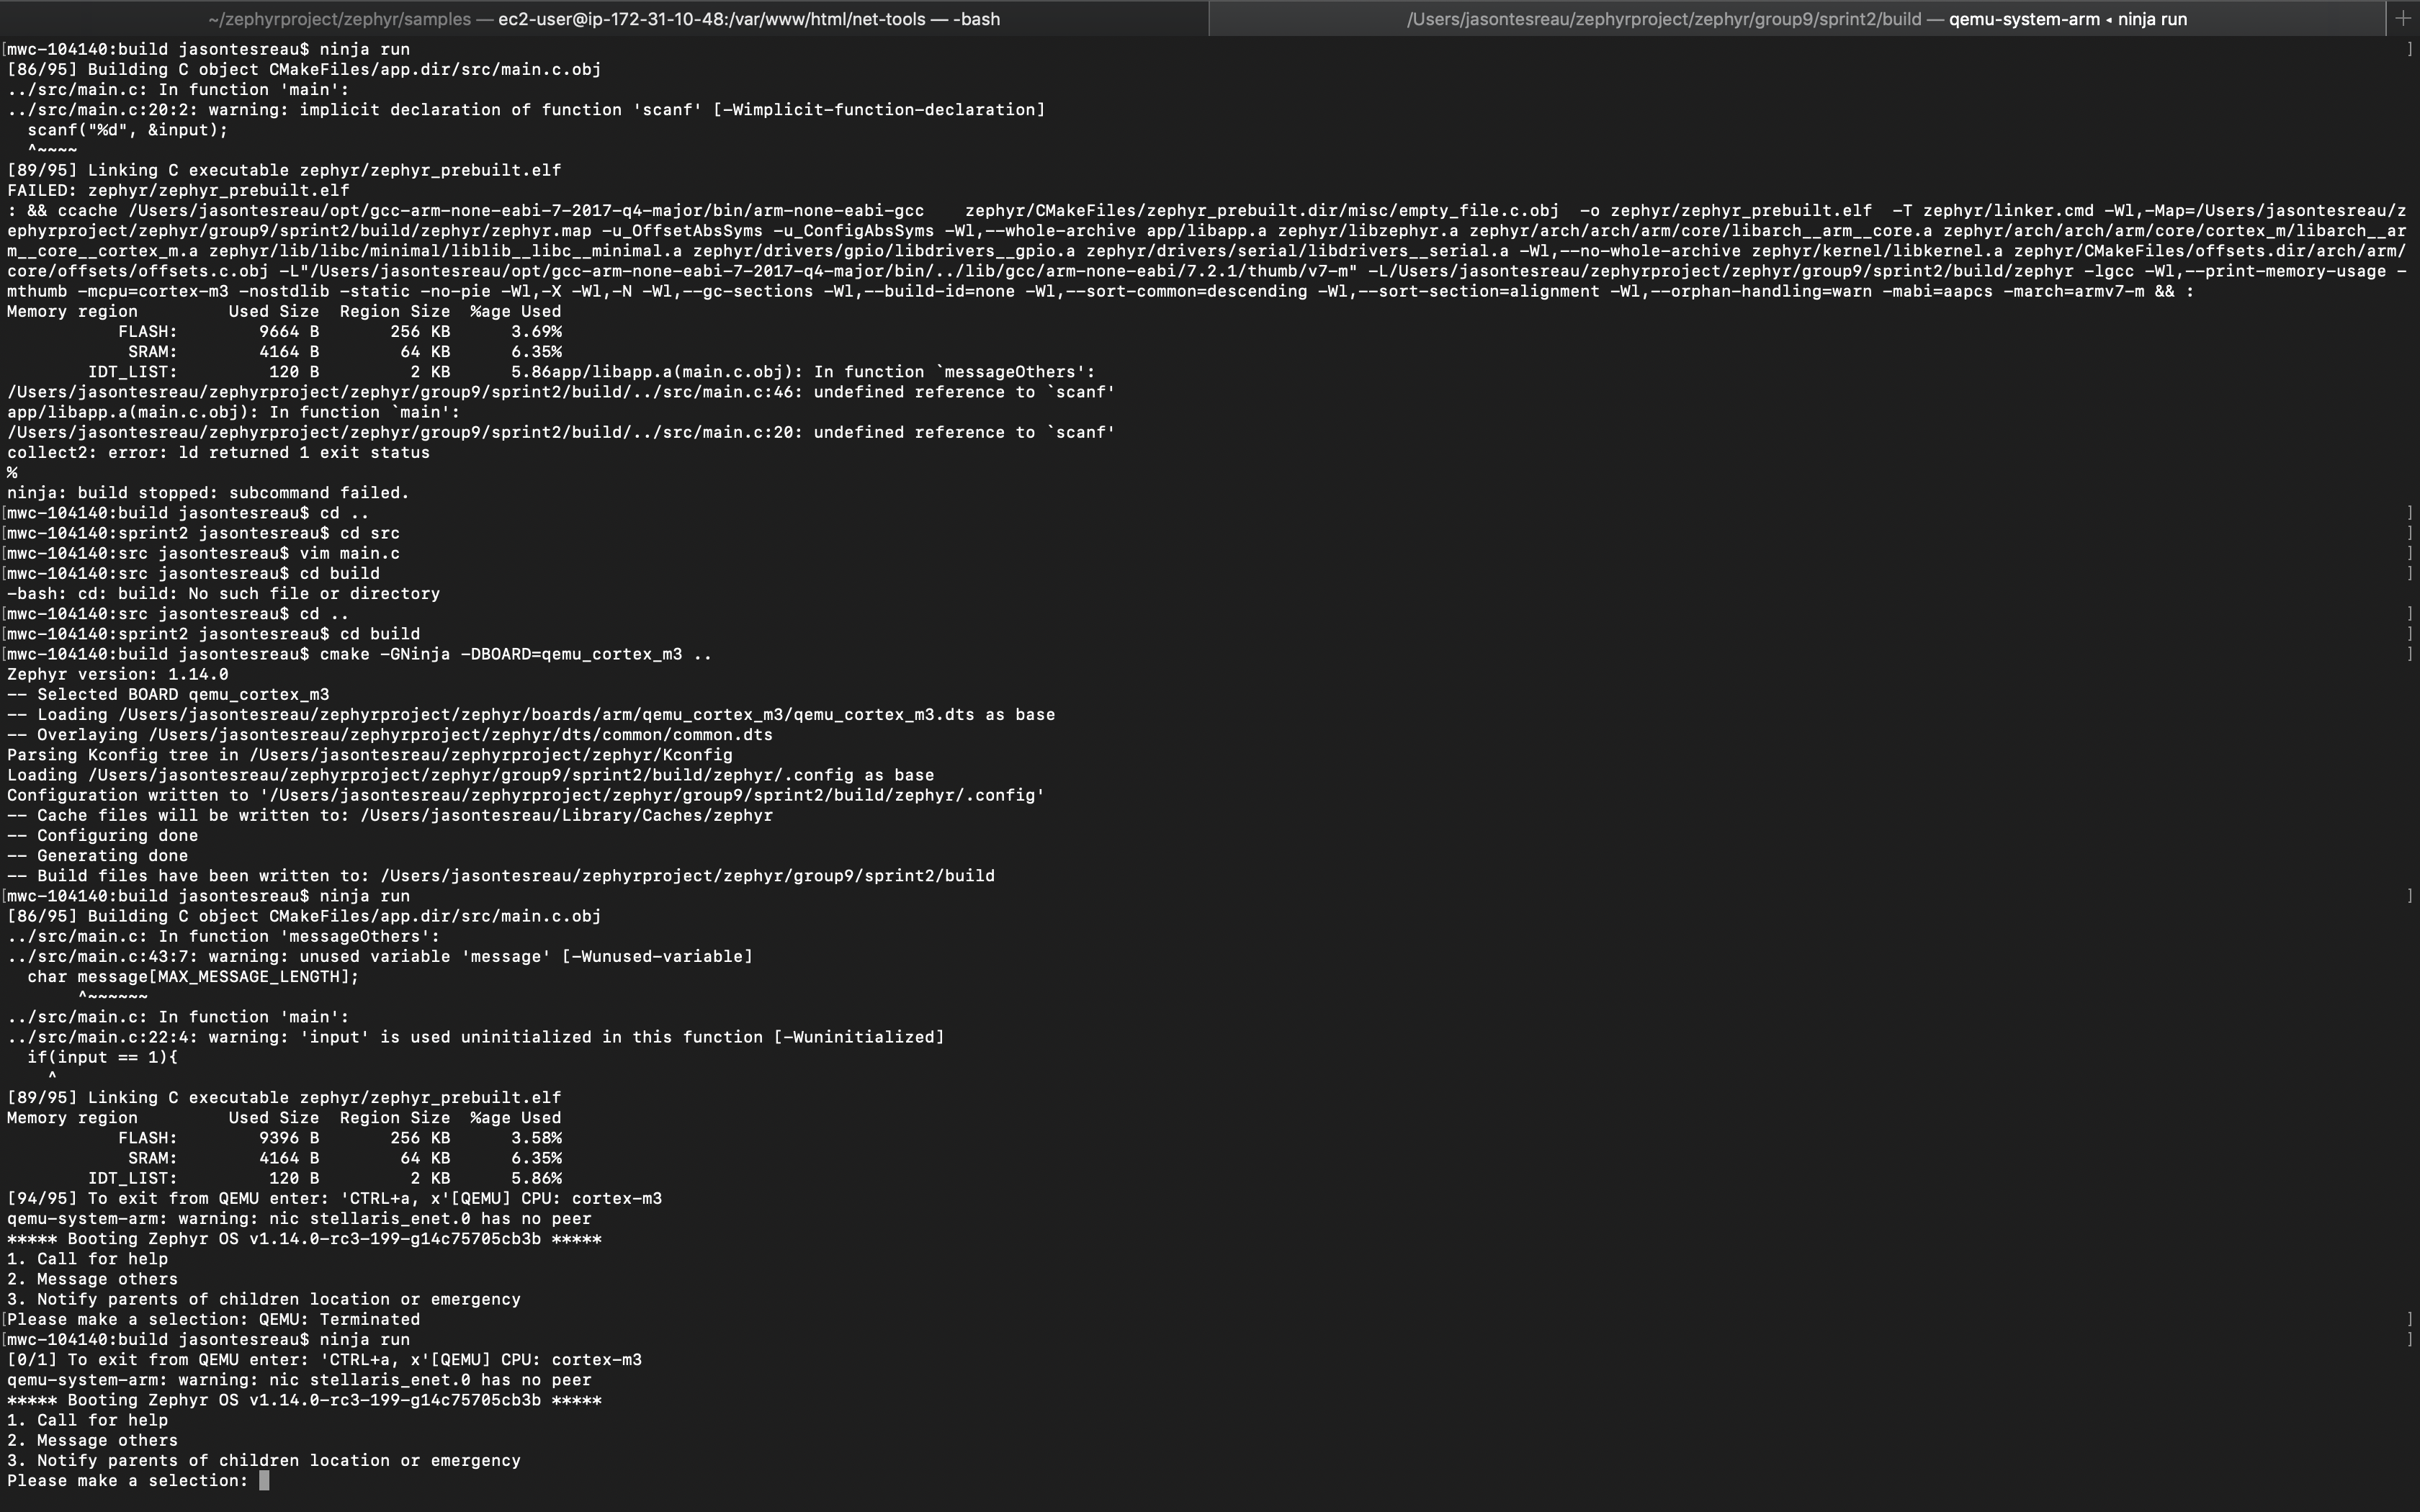 ~/zephyrproject/zephyr/samples — ec2-user@ip-172-31-10-48:/var/www/html/net-tools — -bash
/Users/jasontesreau/zephyrproject/zephyr/group9/sprint2/build — qemu-system-arm ◂ ninja run
[mwc-104140:build jasontesreau$ ninja run ]
[86/95] Building C object CMakeFiles/app.dir/src/main.c.obj
../src/main.c: In function 'main':
../src/main.c:20:2: warning: implicit declaration of function 'scanf' [-Wimplicit-function-declaration]
  scanf("%d", &input);
  ^~~~~
[89/95] Linking C executable zephyr/zephyr_prebuilt.elf
FAILED: zephyr/zephyr_prebuilt.elf
: && ccache /Users/jasontesreau/opt/gcc-arm-none-eabi-7-2017-q4-major/bin/arm-none-eabi-gcc    zephyr/CMakeFiles/zephyr_prebuilt.dir/misc/empty_file.c.obj  -o zephyr/zephyr_prebuilt.elf  -T zephyr/linker.cmd -Wl,-Map=/Users/jasontesreau/z
ephyrproject/zephyr/group9/sprint2/build/zephyr/zephyr.map -u_OffsetAbsSyms -u_ConfigAbsSyms -Wl,--whole-archive app/libapp.a zephyr/libzephyr.a zephyr/arch/arch/arm/core/libarch__arm__core.a zephyr/arch/arch/arm/core/cortex_m/libarch__ar
m__core__cortex_m.a zephyr/lib/libc/minimal/liblib__libc__minimal.a zephyr/drivers/gpio/libdrivers__gpio.a zephyr/drivers/serial/libdrivers__serial.a -Wl,--no-whole-archive zephyr/kernel/libkernel.a zephyr/CMakeFiles/offsets.dir/arch/arm/
core/offsets/offsets.c.obj -L"/Users/jasontesreau/opt/gcc-arm-none-eabi-7-2017-q4-major/bin/../lib/gcc/arm-none-eabi/7.2.1/thumb/v7-m" -L/Users/jasontesreau/zephyrproject/zephyr/group9/sprint2/build/zephyr -lgcc -Wl,--print-memory-usage -
mthumb -mcpu=cortex-m3 -nostdlib -static -no-pie -Wl,-X -Wl,-N -Wl,--gc-sections -Wl,--build-id=none -Wl,--sort-common=descending -Wl,--sort-section=alignment -Wl,--orphan-handling=warn -mabi=aapcs -march=armv7-m && :
Memory region         Used Size  Region Size  %age Used
           FLASH:        9664 B       256 KB      3.69%
            SRAM:        4164 B        64 KB      6.35%
        IDT_LIST:         120 B         2 KB      5.86app/libapp.a(main.c.obj): In function `messageOthers':
/Users/jasontesreau/zephyrproject/zephyr/group9/sprint2/build/../src/main.c:46: undefined reference to `scanf'
app/libapp.a(main.c.obj): In function `main':
/Users/jasontesreau/zephyrproject/zephyr/group9/sprint2/build/../src/main.c:20: undefined reference to `scanf'
collect2: error: ld returned 1 exit status
%
ninja: build stopped: subcommand failed.
[mwc-104140:build jasontesreau$ cd .. ]
[mwc-104140:sprint2 jasontesreau$ cd src ]
[mwc-104140:src jasontesreau$ vim main.c ]
[mwc-104140:src jasontesreau$ cd build ]
-bash: cd: build: No such file or directory
[mwc-104140:src jasontesreau$ cd .. ]
[mwc-104140:sprint2 jasontesreau$ cd build ]
[mwc-104140:build jasontesreau$ cmake -GNinja -DBOARD=qemu_cortex_m3 .. ]
Zephyr version: 1.14.0
-- Selected BOARD qemu_cortex_m3
-- Loading /Users/jasontesreau/zephyrproject/zephyr/boards/arm/qemu_cortex_m3/qemu_cortex_m3.dts as base
-- Overlaying /Users/jasontesreau/zephyrproject/zephyr/dts/common/common.dts
Parsing Kconfig tree in /Users/jasontesreau/zephyrproject/zephyr/Kconfig
Loading /Users/jasontesreau/zephyrproject/zephyr/group9/sprint2/build/zephyr/.config as base
Configuration written to '/Users/jasontesreau/zephyrproject/zephyr/group9/sprint2/build/zephyr/.config'
-- Cache files will be written to: /Users/jasontesreau/Library/Caches/zephyr
-- Configuring done
-- Generating done
-- Build files have been written to: /Users/jasontesreau/zephyrproject/zephyr/group9/sprint2/build
[mwc-104140:build jasontesreau$ ninja run ]
[86/95] Building C object CMakeFiles/app.dir/src/main.c.obj
../src/main.c: In function 'messageOthers':
../src/main.c:43:7: warning: unused variable 'message' [-Wunused-variable]
  char message[MAX_MESSAGE_LENGTH];
       ^~~~~~~
../src/main.c: In function 'main':
../src/main.c:22:4: warning: 'input' is used uninitialized in this function [-Wuninitialized]
  if(input == 1){
    ^
[89/95] Linking C executable zephyr/zephyr_prebuilt.elf
Memory region         Used Size  Region Size  %age Used
           FLASH:        9396 B       256 KB      3.58%
            SRAM:        4164 B        64 KB      6.35%
        IDT_LIST:         120 B         2 KB      5.86%
[94/95] To exit from QEMU enter: 'CTRL+a, x'[QEMU] CPU: cortex-m3
qemu-system-arm: warning: nic stellaris_enet.0 has no peer
***** Booting Zephyr OS v1.14.0-rc3-199-g14c75705cb3b *****
1. Call for help
2. Message others
3. Notify parents of children location or emergency
[Please make a selection: QEMU: Terminated ]
[mwc-104140:build jasontesreau$ ninja run ]
[0/1] To exit from QEMU enter: 'CTRL+a, x'[QEMU] CPU: cortex-m3
qemu-system-arm: warning: nic stellaris_enet.0 has no peer
***** Booting Zephyr OS v1.14.0-rc3-199-g14c75705cb3b *****
1. Call for help
2. Message others
3. Notify parents of children location or emergency
Please make a selection: